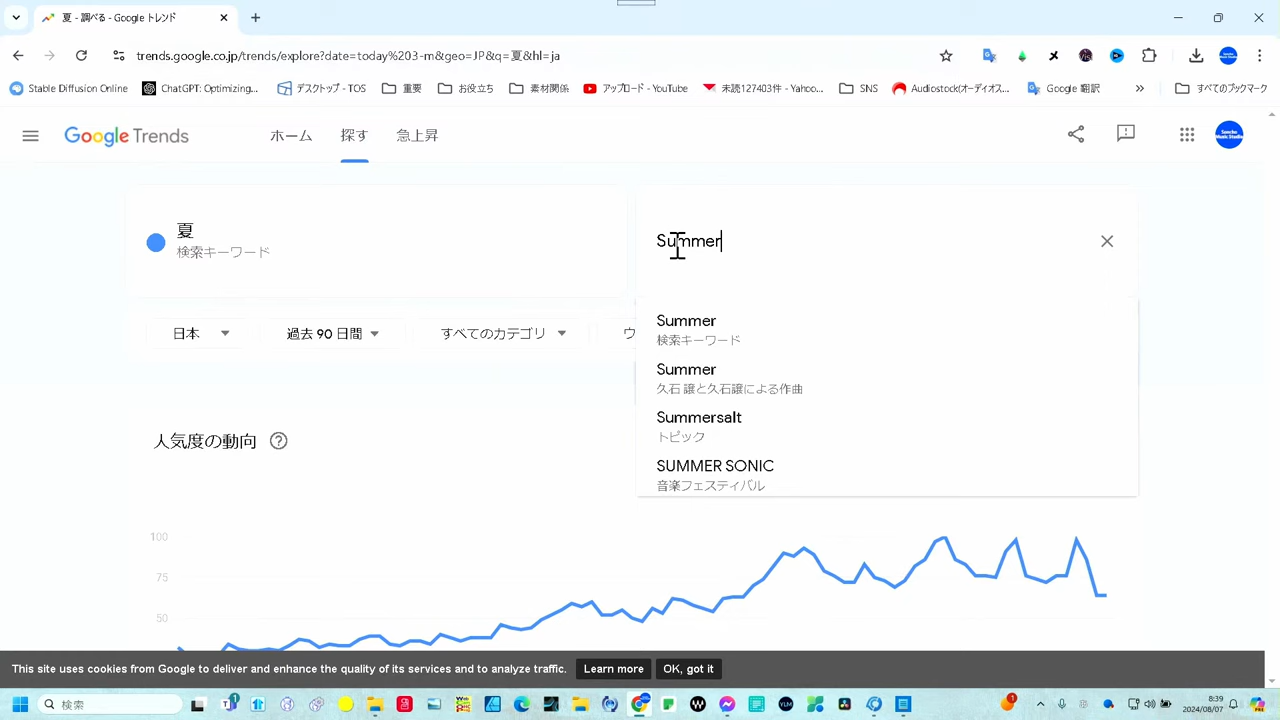 夏 - 調べる - Google トレンド
trends.google.co.jp/trends/explore?date=today%203-m&geo=JP&q=夏&hl=ja
Stable Diffusion Online
ChatGPT: Optimizing...
デスクトップ - TOS
重要
お役立ち
素材関係
アップロード - YouTube
未読127403件 - Yahoo...
SNS
Audiostock(オーディオス...
Google 翻訳
»
すべてのブックマーク
Google Trends
ホーム
探す
急上昇
夏
検索キーワード
Summer
日本
過去 90 日間
すべてのカテゴリ
ウ
Summer
検索キーワード
Summer
久石 譲と久石譲による作曲
Summersalt
トピック
SUMMER SONIC
音楽フェスティバル
人気度の動向
100
75
50
This site uses cookies from Google to deliver and enhance the quality of its services and to analyze traffic.
Learn more
OK, got it
検索
8:39
2024/08/07